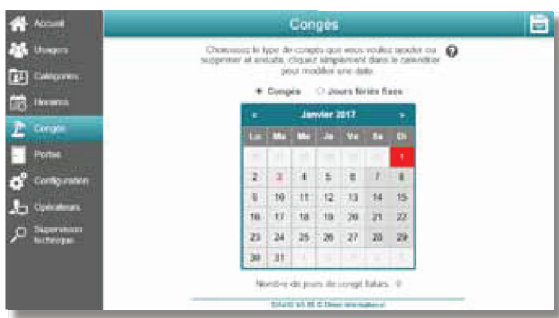 Accueil
Usagers
Catégories
Horaires
Congés
Portes
Configuration
Opérateurs
Supervision
technique
Congés
Choisissez le type de congés que vous voulez ajouter ou
supprimer et ensuite, cliquez simplement dans le calendrier
pour modifier une date.
Congés Jours fériés fixes
« Janvier 2017 »
Lu Ma Me Je Ve Sa Di
1
2 3 4 5 6 7 8
9 10 11 12 13 14 15
16 17 18 19 20 21 22
23 24 25 26 27 28 29
30 31
Nombre de jours de congé futurs : 0